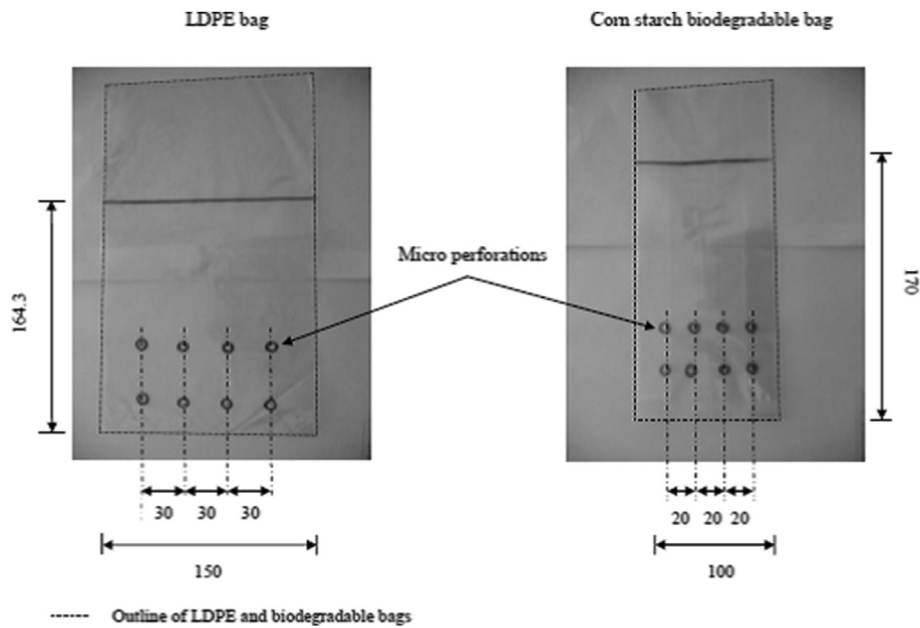 LDPE bag
Corn starch biodegradable bag
Micro perforations
164.3
170
30 30 30
20 20 20
150
100
Outline of LDPE and biodegradable bags